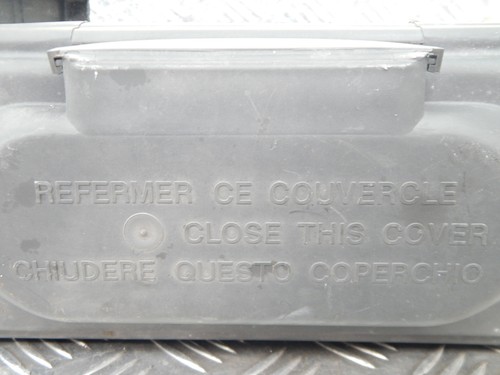 REFERMER CE COUVERCLE
CLOSE THIS COVER
CHIUDERE QUESTO COPERCHIO